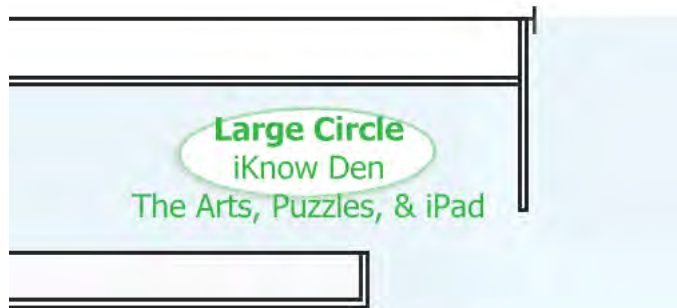 Large Circle
iKnow Den
The Arts, Puzzles, & iPad